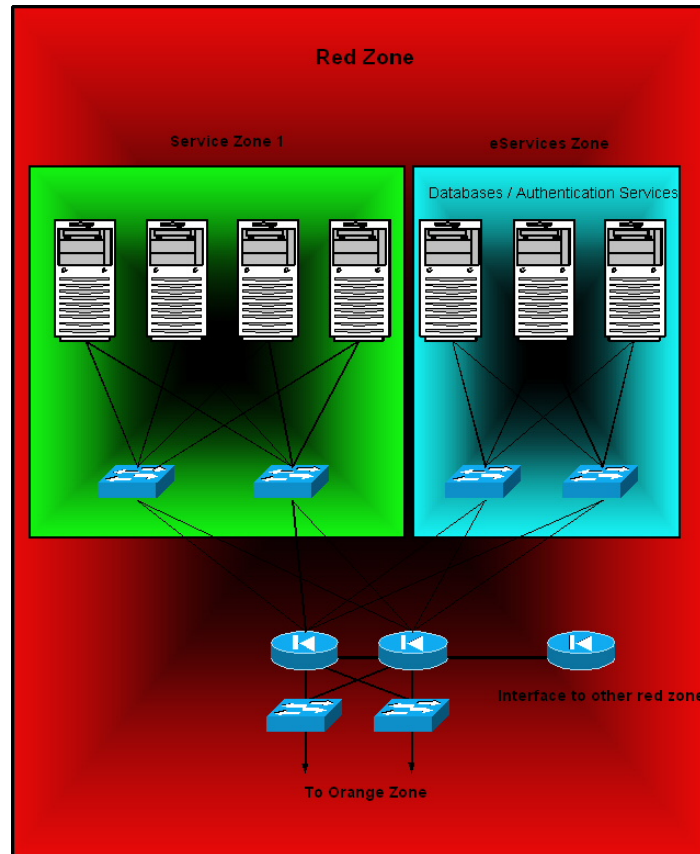 Red Zone
Service Zone 1
eServices Zone
Databases / Authentication Services
Interface to other red zone
To Orange Zone